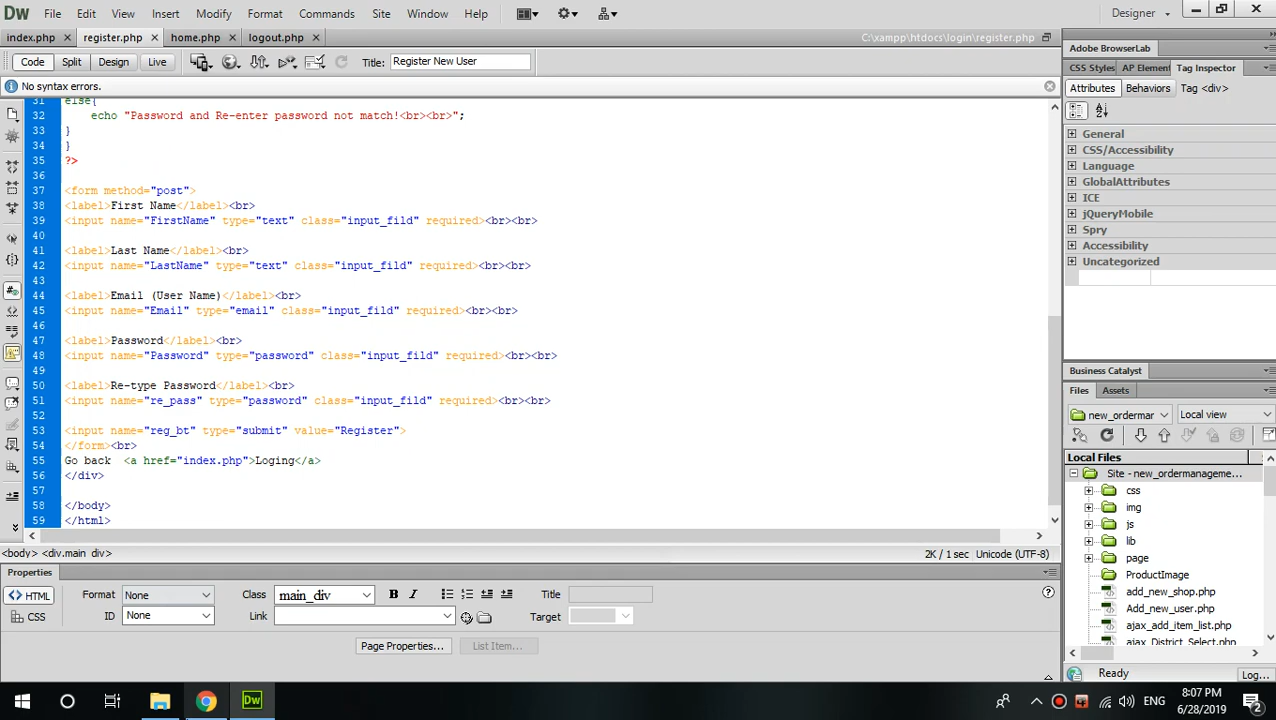 Dw File Edit View Insert Modify Format Commands Site Window Help Designer
index.php × register.php × home.php × logout.php × C:\xampp\htdocs\login\register.php
Code Split Design Live Title: Register New User
No syntax errors.
31 else{
32 echo "Password and Re-enter password not match!<br><br>";
33 }
34 }
35 ?>
36
37 <form method="post">
38 <label>First Name</label><br>
39 <input name="FirstName" type="text" class="input_fild" required><br><br>
40
41 <label>Last Name</label><br>
42 <input name="LastName" type="text" class="input_fild" required><br><br>
43
44 <label>Email (User Name)</label><br>
45 <input name="Email" type="email" class="input_fild" required><br><br>
46
47 <label>Password</label><br>
48 <input name="Password" type="password" class="input_fild" required><br><br>
49
50 <label>Re-type Password</label><br>
51 <input name="re_pass" type="password" class="input_fild" required><br><br>
52
53 <input name="reg_bt" type="submit" value="Register">
54 </form><br>
55 Go back  <a href="index.php">Loging</a>
56 </div>
57
58 </body>
59 </html>
<body> <div.main_div> 2K / 1 sec Unicode (UTF-8)
Properties
<> HTML Format None Class main_div B I Title
CSS ID None Link Target
Page Properties... List Item...
Adobe BrowserLab
CSS Styles AP Elemen Tag Inspector
Attributes Behaviors Tag <div>
General
CSS/Accessibility
Language
GlobalAttributes
ICE
jQueryMobile
Spry
Accessibility
Uncategorized
Business Catalyst
Files Assets
new_ordermar Local view
Local Files
Site - new_ordermanageme...
css
img
js
lib
page
ProductImage
add_new_shop.php
Add_new_user.php
ajax_add_item_list.php
ajax_District_Select.php
Ready Log...
Dw ENG 8:07 PM
6/28/2019 2